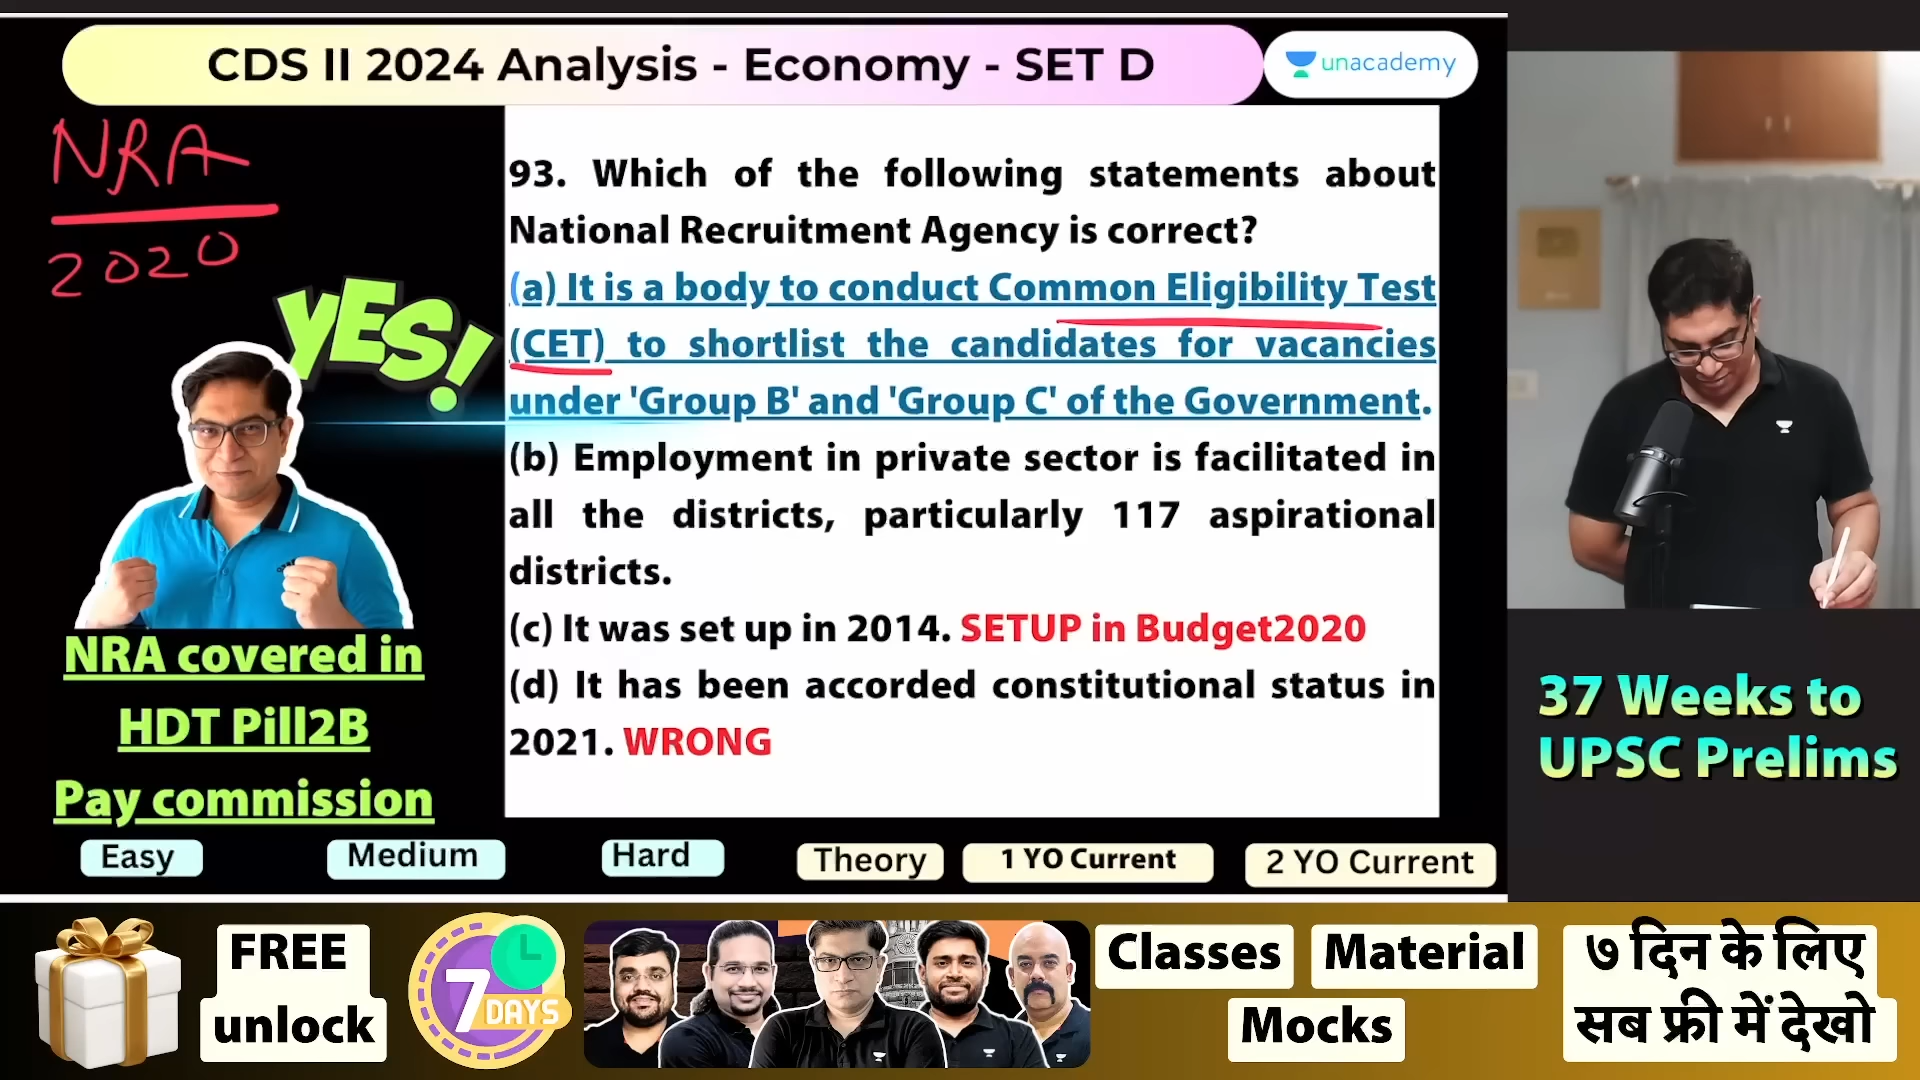 CDS II 2024 Analysis - Economy - SET D
unacademy
NRA
2020
93. Which of the following statements about
National Recruitment Agency is correct?
(a) It is a body to conduct Common Eligibility Test
(CET) to shortlist the candidates for vacancies
under 'Group B' and 'Group C' of the Government.
(b) Employment in private sector is facilitated in
all the districts, particularly 117 aspirational
districts.
(c) It was set up in 2014. SETUP in Budget2020
(d) It has been accorded constitutional status in
2021. WRONG
YES!
NRA covered in
HDT Pill2B
Pay commission
37 Weeks to
UPSC Prelims
Easy
Medium
Hard
Theory
1 YO Current
2 YO Current
FREE
unlock
7 DAYS
Classes
Material
Mocks
७ दिन के लिए
सब फ्री में देखो